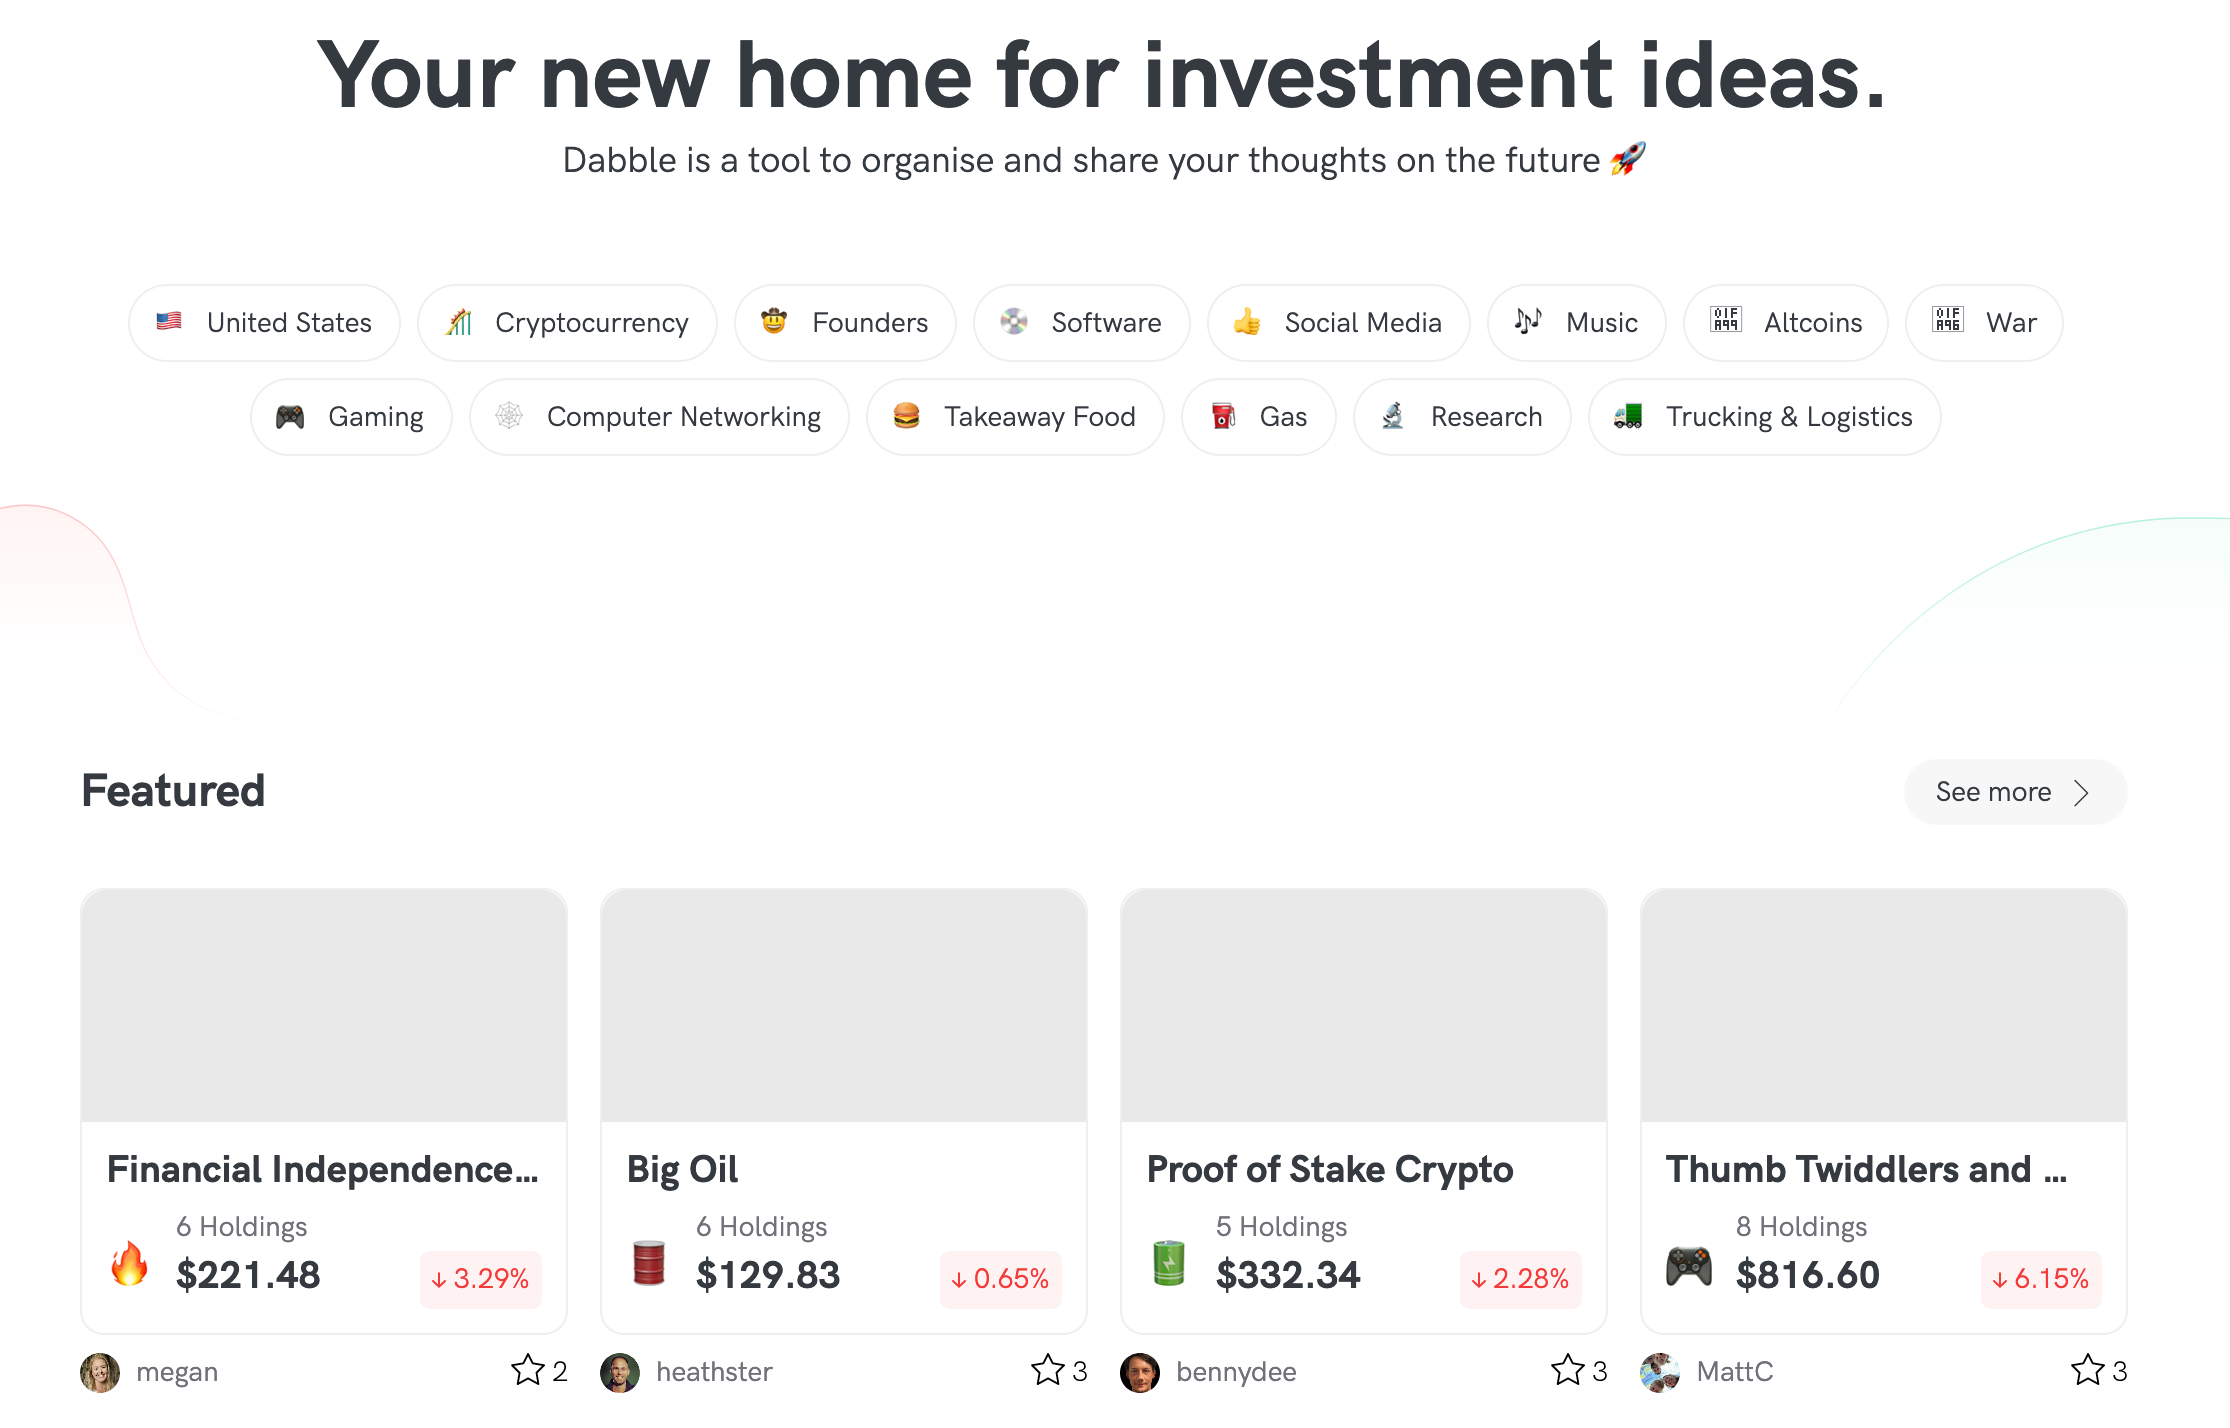 Your new home for investment ideas.
Dabble is a tool to organise and share your thoughts on the future 🚀
United States Cryptocurrency Founders Software Social Media Music 01F A99 Altcoins 01F A96 War
Gaming Computer Networking Takeaway Food Gas Research Trucking & Logistics
Featured
See more
Financial Independence...
6 Holdings
$221.48
↓ 3.29%
megan
2
Big Oil
6 Holdings
$129.83
↓ 0.65%
heathster
3
Proof of Stake Crypto
5 Holdings
$332.34
↓ 2.28%
bennydee
3
Thumb Twiddlers and ...
8 Holdings
$816.60
↓ 6.15%
MattC
3